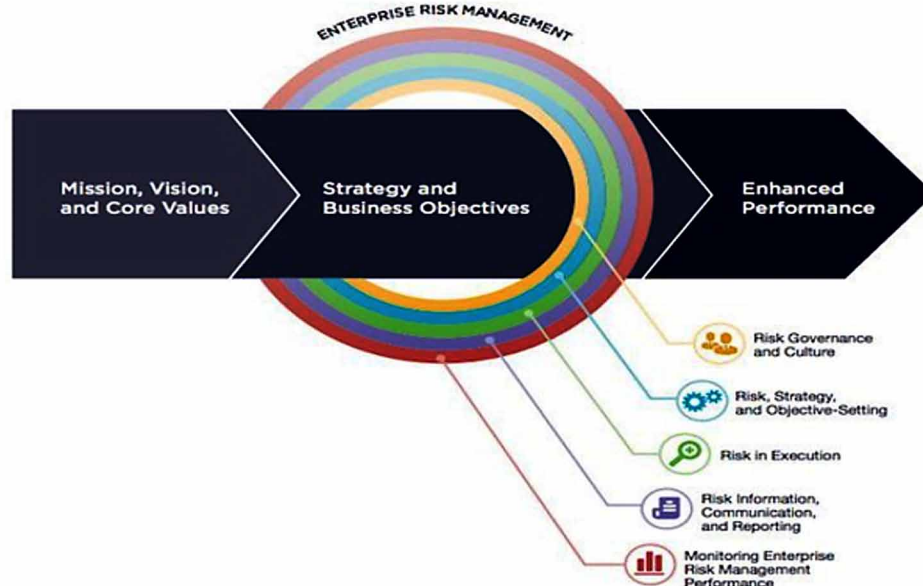 ENTERPRISE RISK MANAGEMENT
Mission, Vision,
and Core Values
Strategy and
Business Objectives
Enhanced
Performance
Risk Governance
and Culture
Risk, Strategy,
and Objective-Setting
Risk in Execution
Risk Information,
Communication,
and Reporting
Monitoring Enterprise
Risk Management
Performance